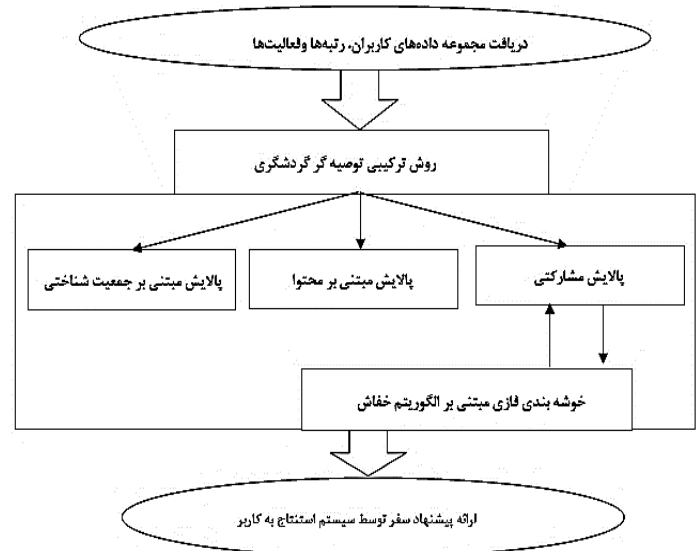 دریافت مجموعه داده‌های کاربران، رتبه‌ها وفعالیت‌ها
روش ترکیبی توصیه گر گردشگری
پالایش مشارکتی
پالایش مبتنی بر محتوا
پالایش مبتنی بر جمعیت شناختی
خوشه بندی فازی مبتنی بر الگوریتم خفاش
ارائه پیشنهاد سفر توسط سیستم استنتاج به کاربر